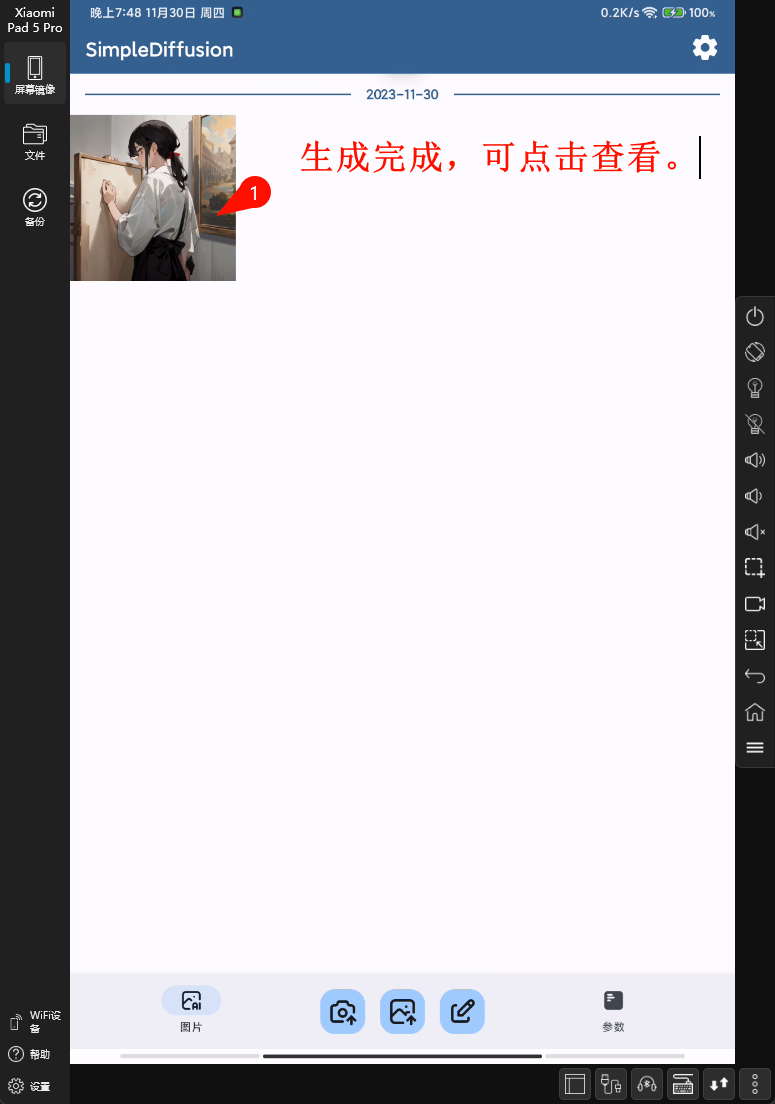 Xiaomi
Pad 5 Pro
晚上7:48 11月30日 周四
0.2K/s
100%
SimpleDiffusion
屏幕镜像
文件
备份
2023-11-30
生成完成，可点击查看。
1
AI
图片
参数
WiFi设
备
帮助
设置